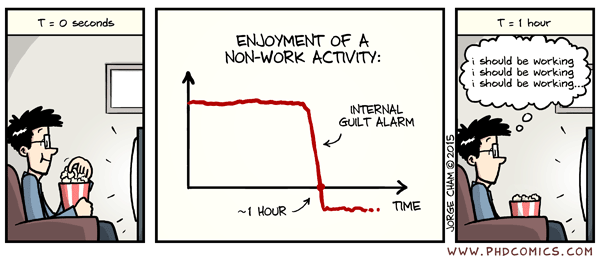 T = 0 seconds
ENJOYMENT OF A
NON-WORK ACTIVITY:
INTERNAL
GUILT ALARM
~1 HOUR
TIME
JORGE CHAM © 2015
T = 1 hour
i should be working
i should be working
i should be working...
WWW.PHDCOMICS.COM